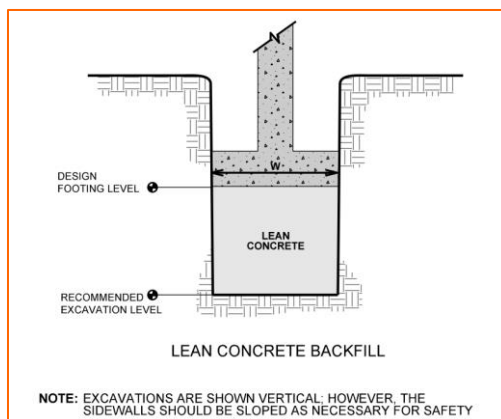 N
W
DESIGN
FOOTING LEVEL
LEAN
CONCRETE
RECOMMENDED
EXCAVATION LEVEL
LEAN CONCRETE BACKFILL
NOTE: EXCAVATIONS ARE SHOWN VERTICAL; HOWEVER, THE
SIDEWALLS SHOULD BE SLOPED AS NECESSARY FOR SAFETY